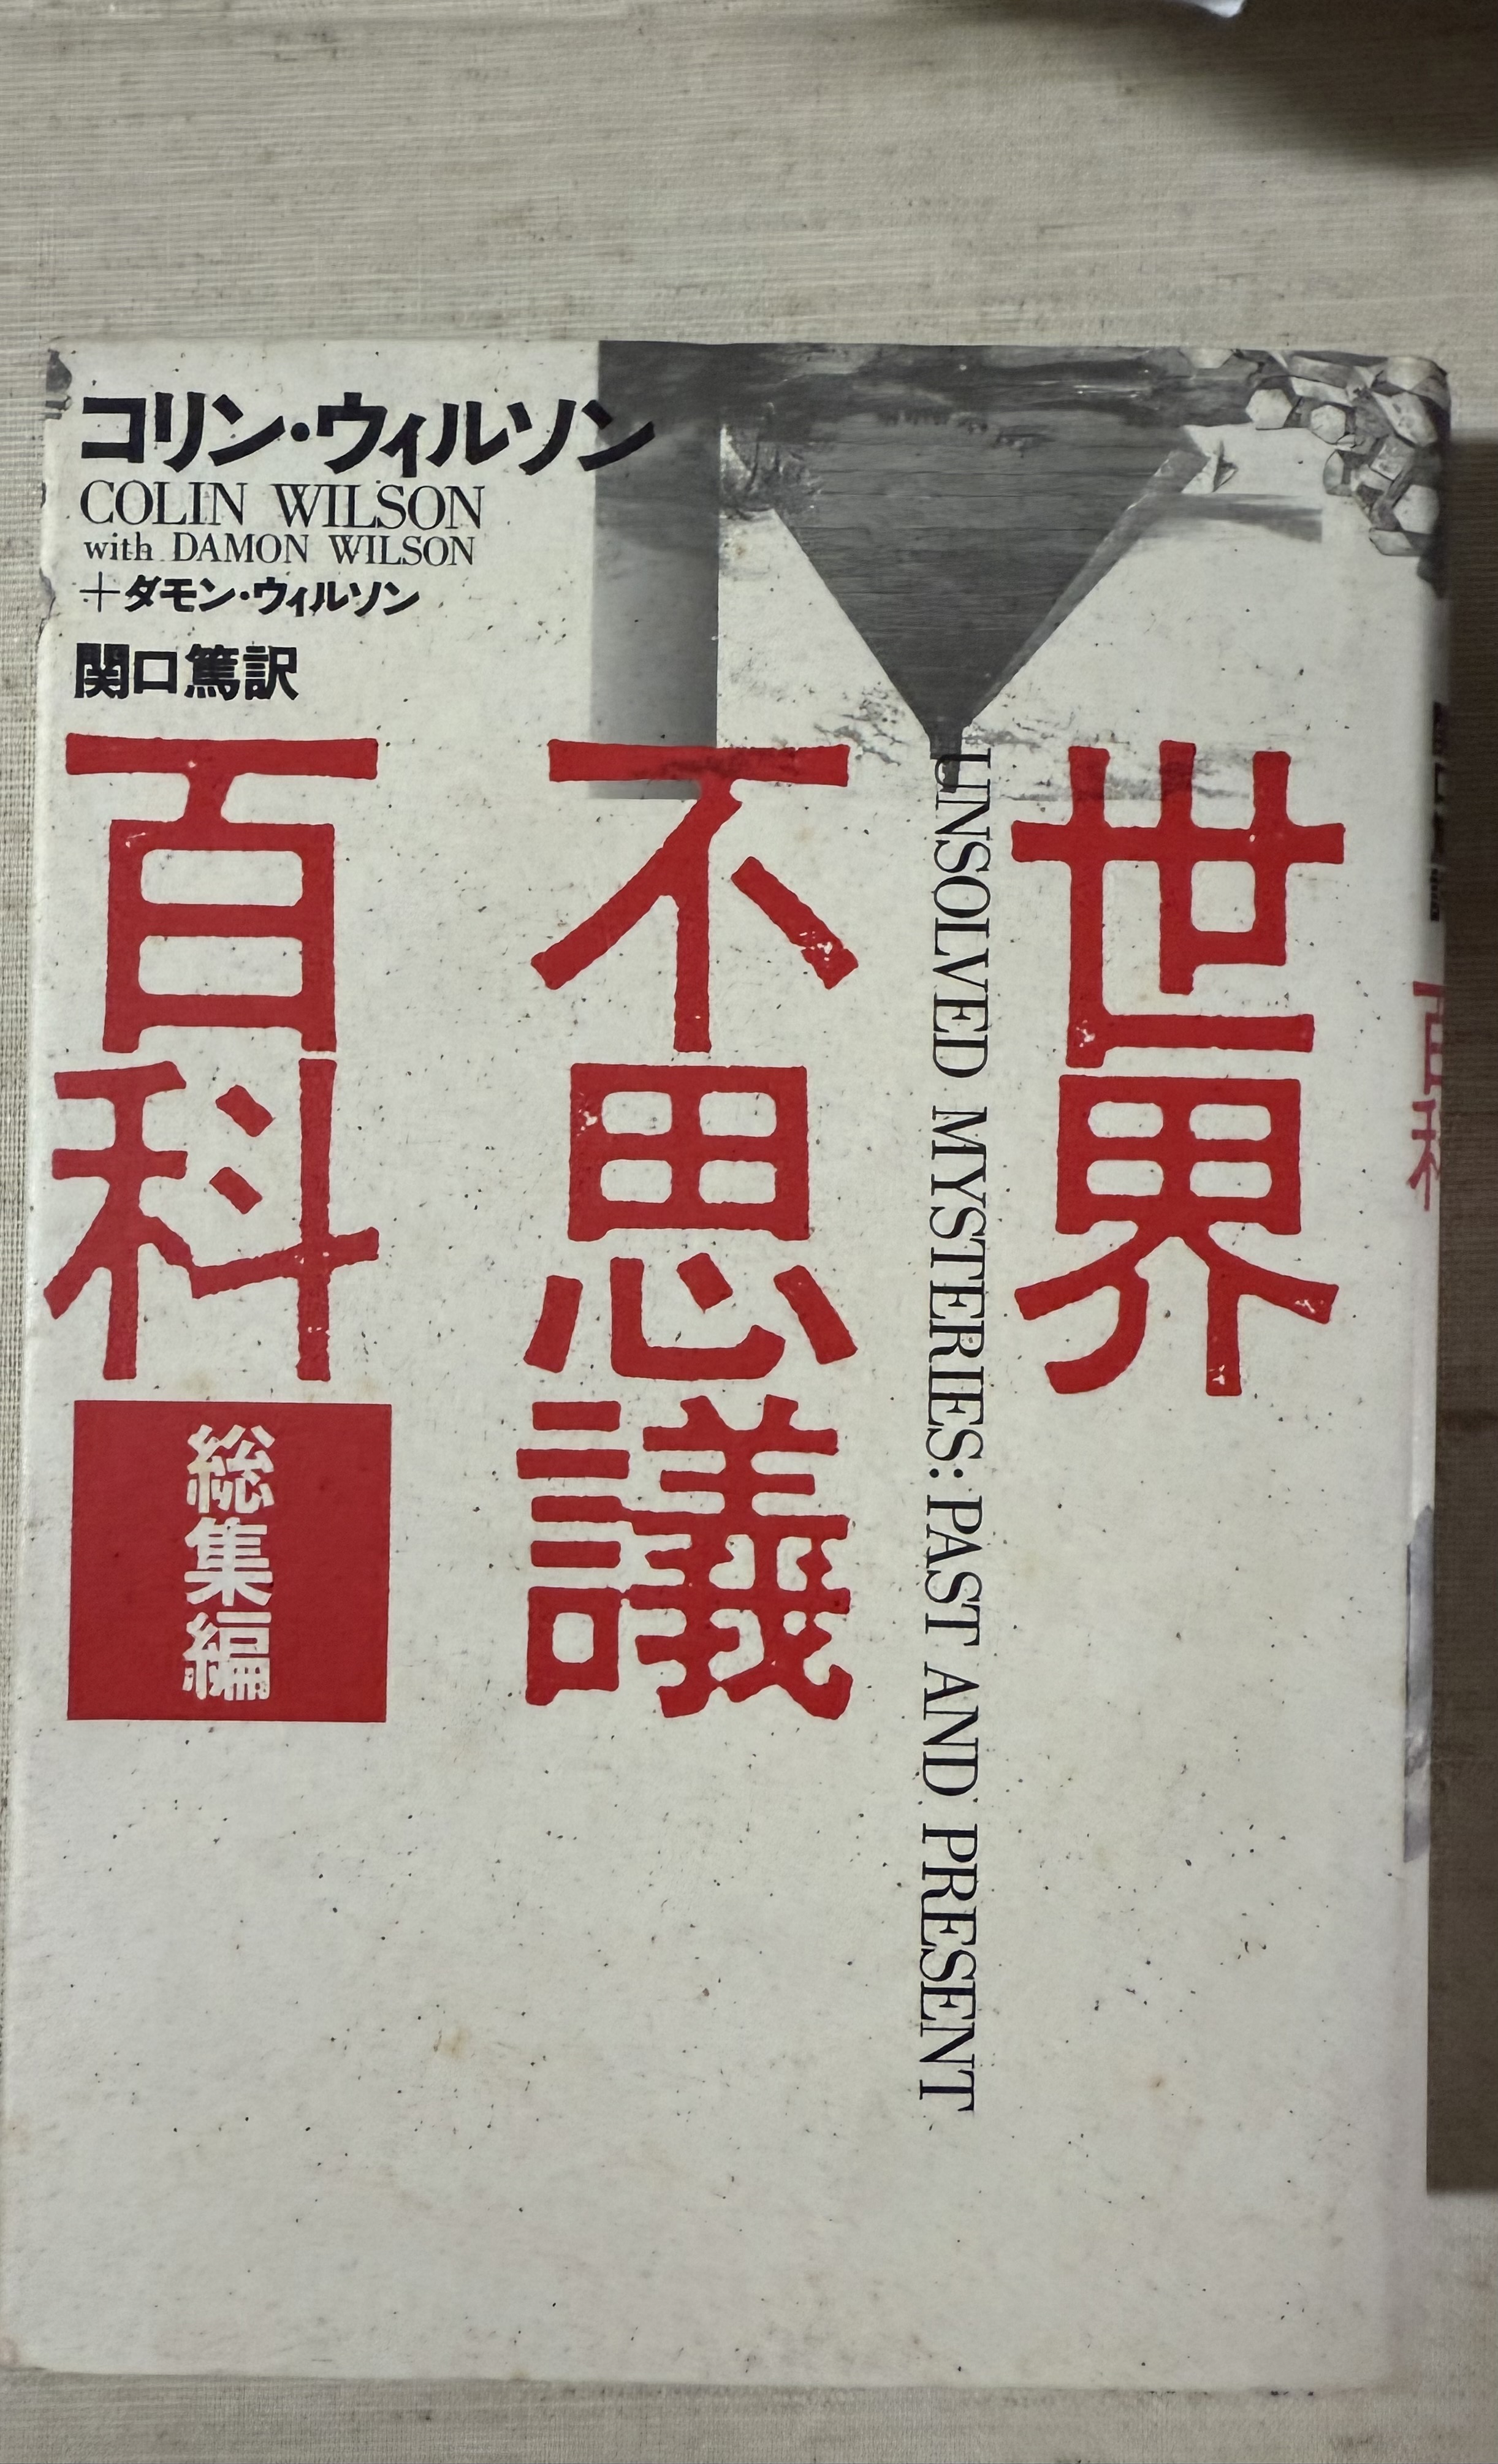 コリン・ウィルソン
COLIN WILSON
with DAMON WILSON
+ダモン・ウィルソン
関口篤訳
世界
UNSOLVED MYSTERIES: PAST AND PRESENT
不思議
百科
総集編